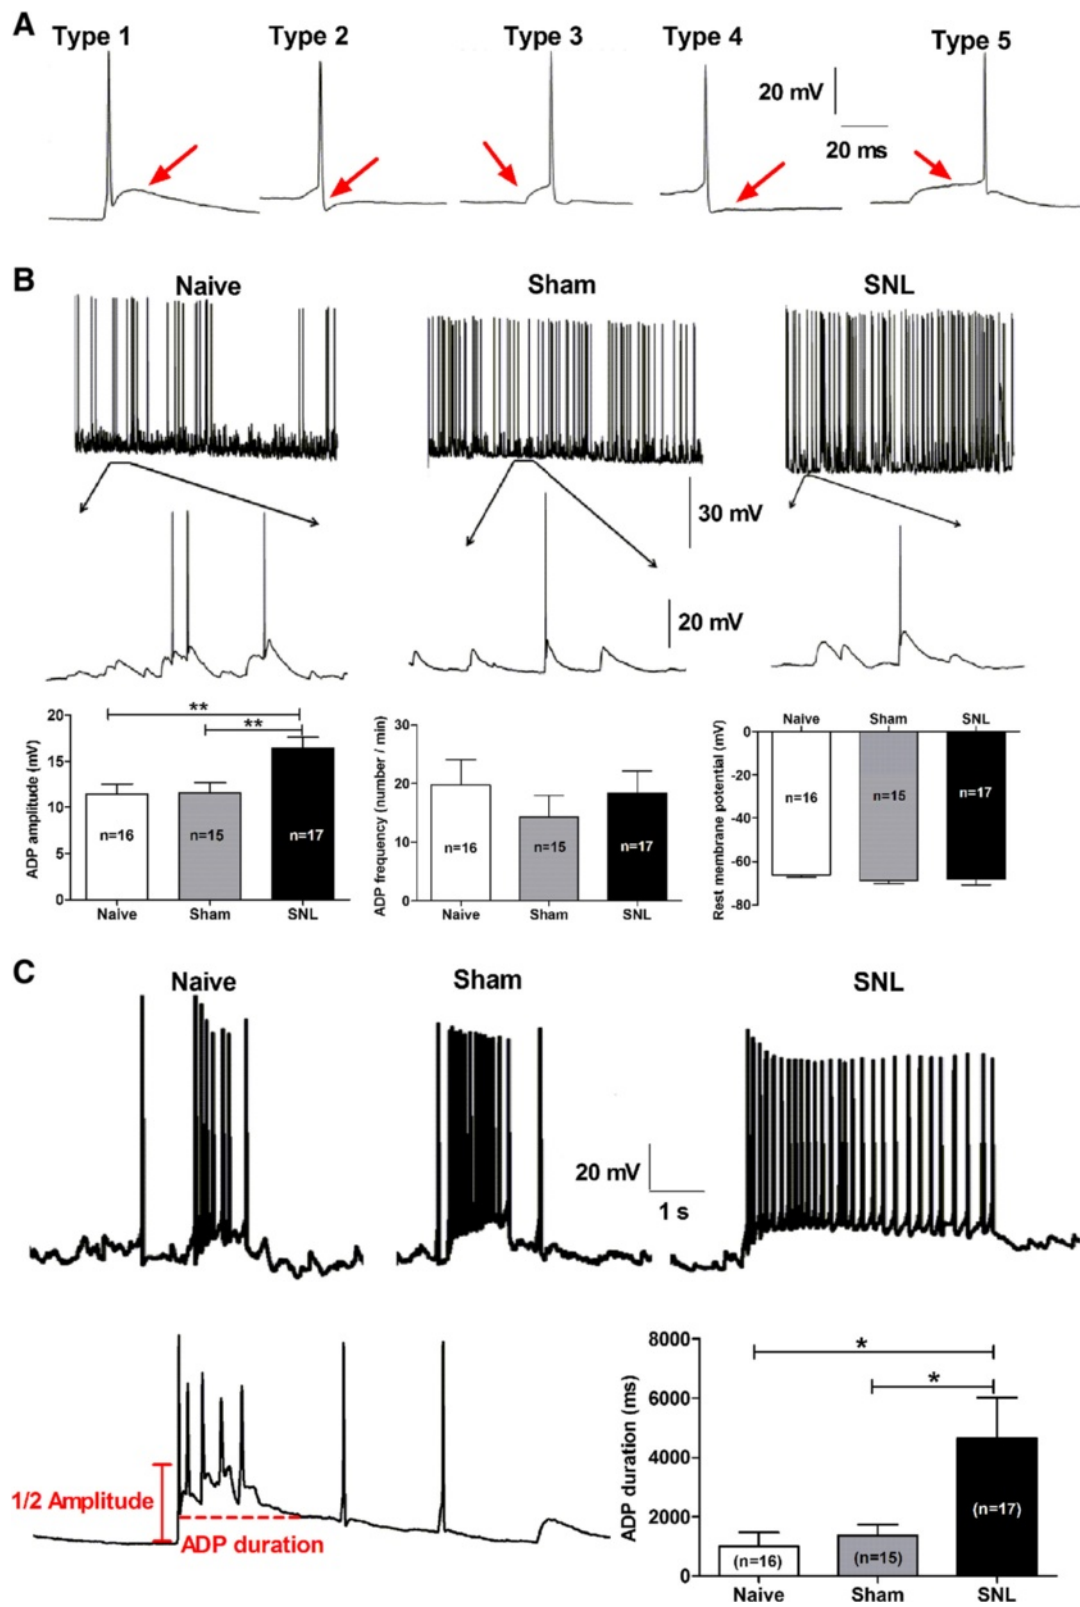 A
Type 1 Type 2 Type 3 Type 4 Type 5
20 mV
20 ms
B
Naive Sham SNL
30 mV
20 mV
ADP amplitude (mV)
20
15
10
5
0
**
**
n=16 n=15 n=17
Naive Sham SNL
ADP frequency (number / min)
30
20
10
0
n=16 n=15 n=17
Naive Sham SNL
Rest membrane potential (mV)
Naive Sham SNL
0
-20
-40
-60
-80
n=16 n=15 n=17
C
Naive Sham SNL
20 mV
1 s
1/2 Amplitude
ADP duration
ADP duration (ms)
8000
6000
4000
2000
0
*
*
(n=16) (n=15) (n=17)
Naive Sham SNL